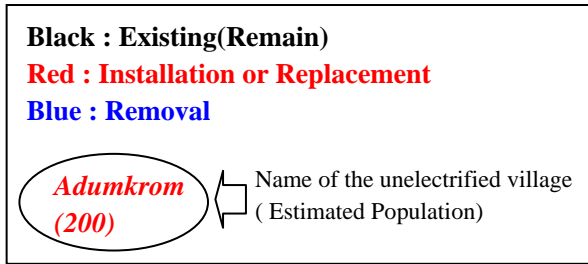 Black : Existing(Remain)
Red : Installation or Replacement
Blue : Removal
Adumkrom
(200)
Name of the unelectrified village
( Estimated Population)